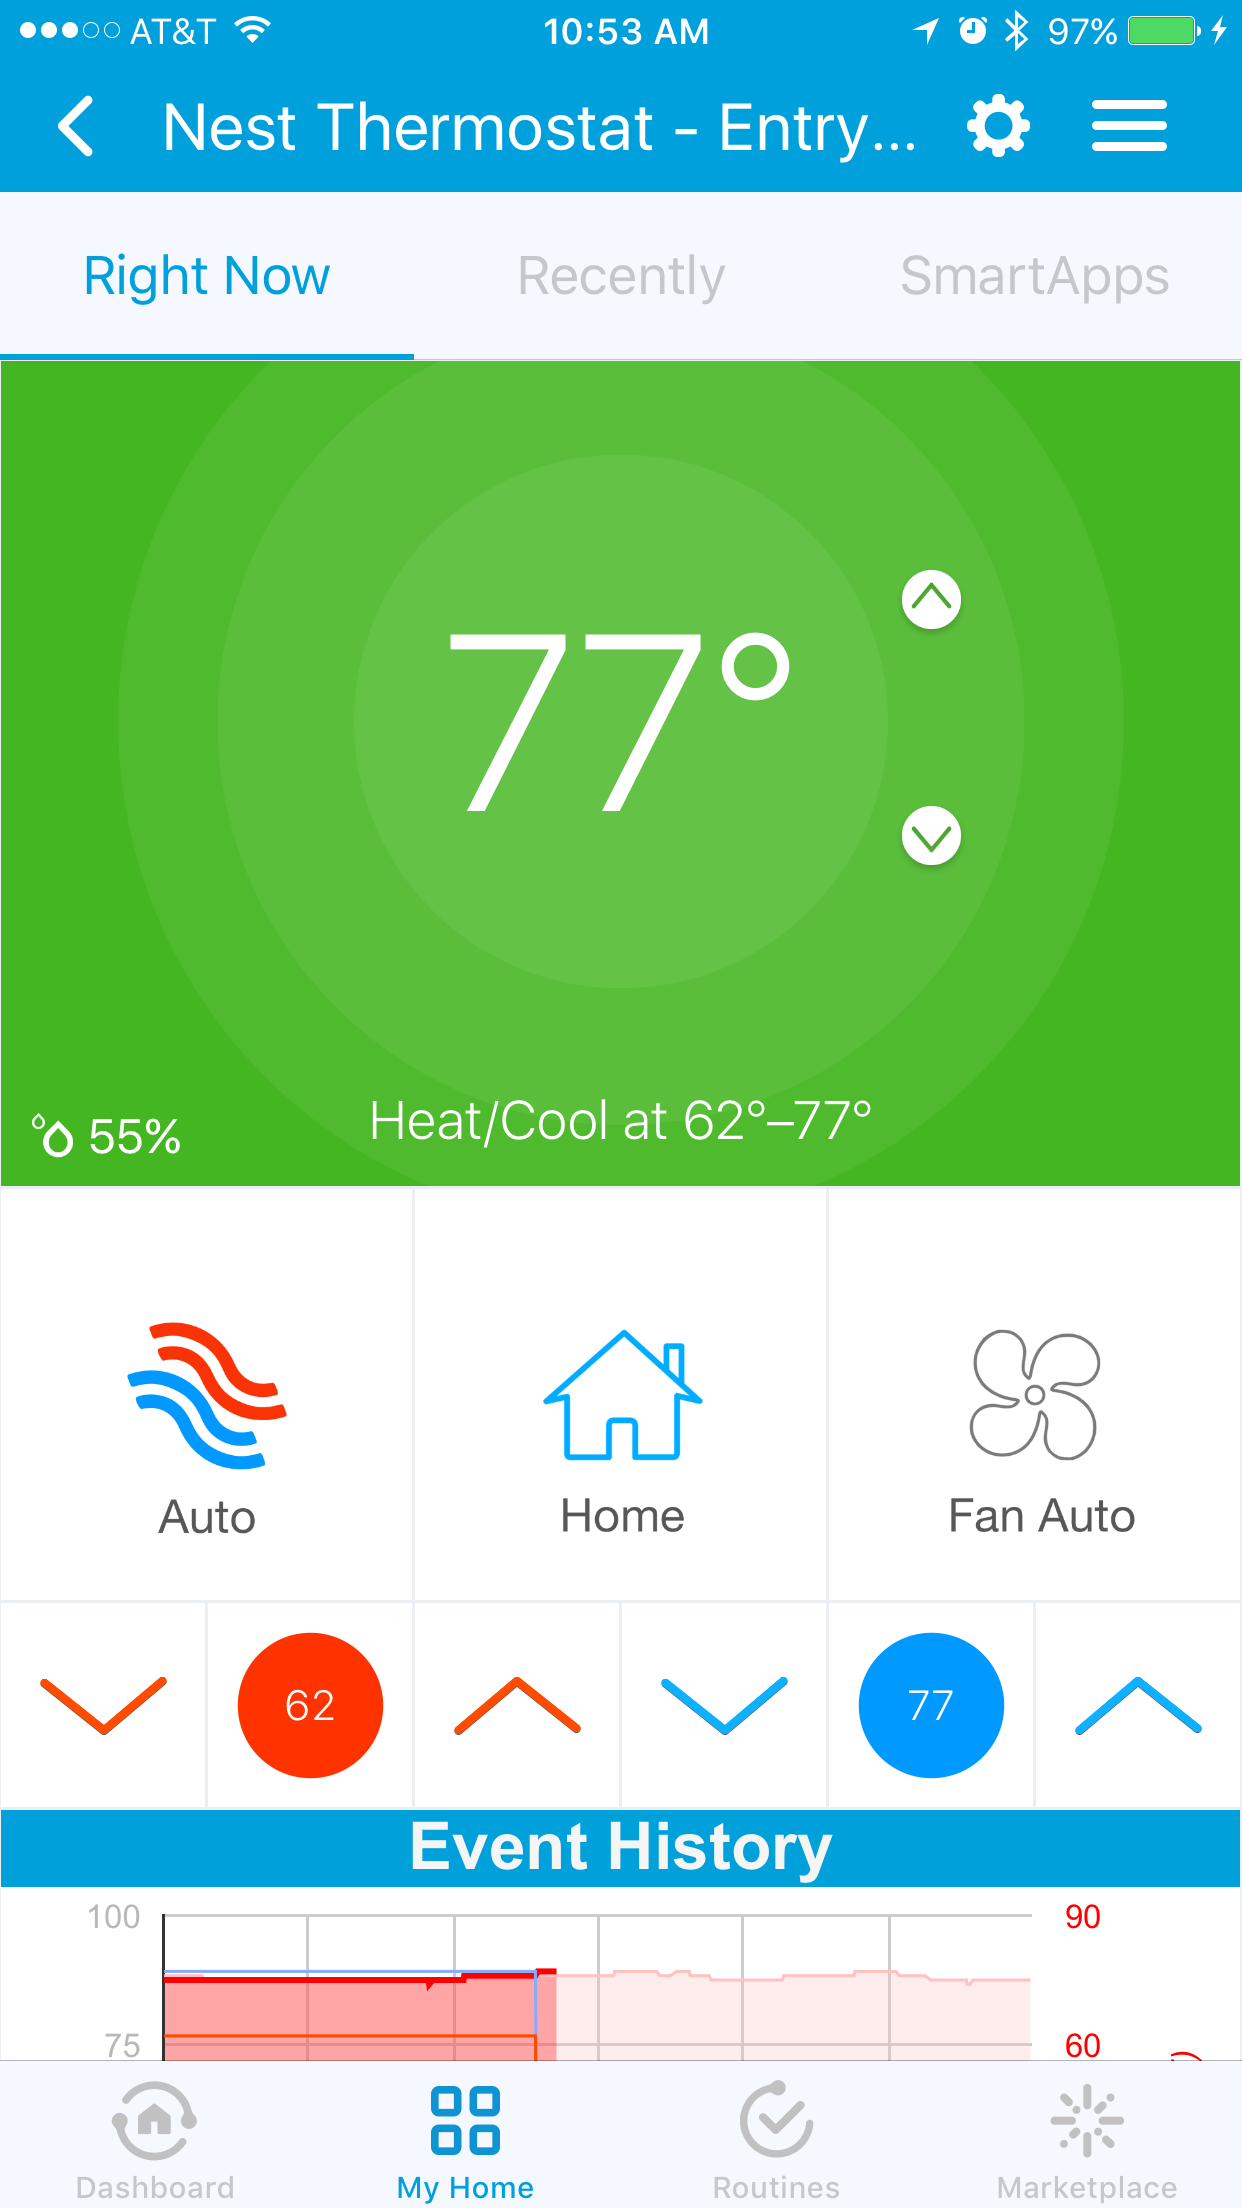 AT&T 10:53 AM 97%
Nest Thermostat - Entry...
Right Now Recently SmartApps
77°
55% Heat/Cool at 62°–77°
Auto Home Fan Auto
62 77
Event History
100 90
75 60
Dashboard My Home Routines Marketplace